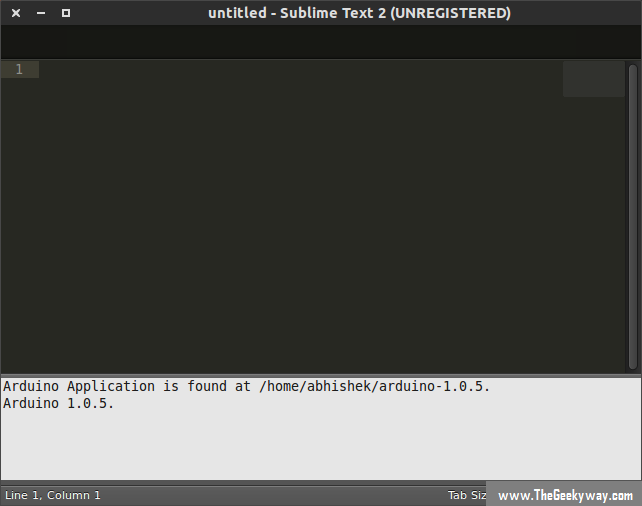 untitled - Sublime Text 2 (UNREGISTERED)
1
Arduino Application is found at /home/abhishek/arduino-1.0.5.
Arduino 1.0.5.
Line 1, Column 1
Tab Siz
www.TheGeekyway.com